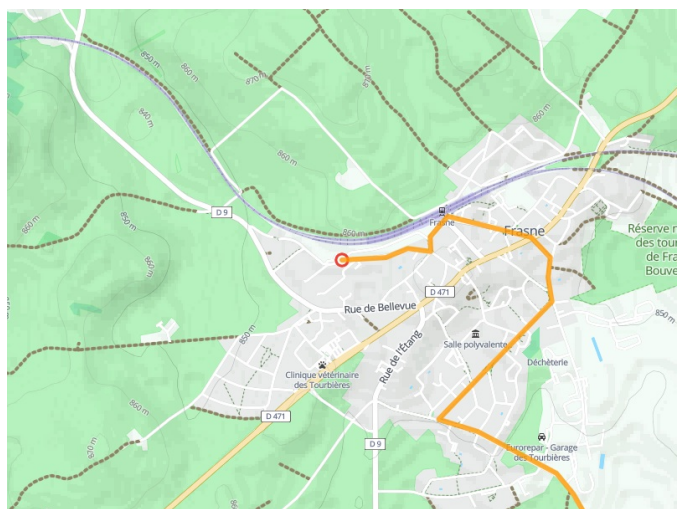 850 m
850 m
840 m
870 m
870 m
860 m
860 m
D 9
850 m
860 m
860 m
Frasne
Frasne
860 m
Réserve n
des tour
de Fra
Bouve
D 471
Rue de Bellevue
850 m
850 m
Rue de l'Étang
Salle polyvalente
Déchèterie
Clinique vétérinaire
des Tourbières
860 m
D 471
D 9
820 m
Eurorepar - Garage
des Tourbières